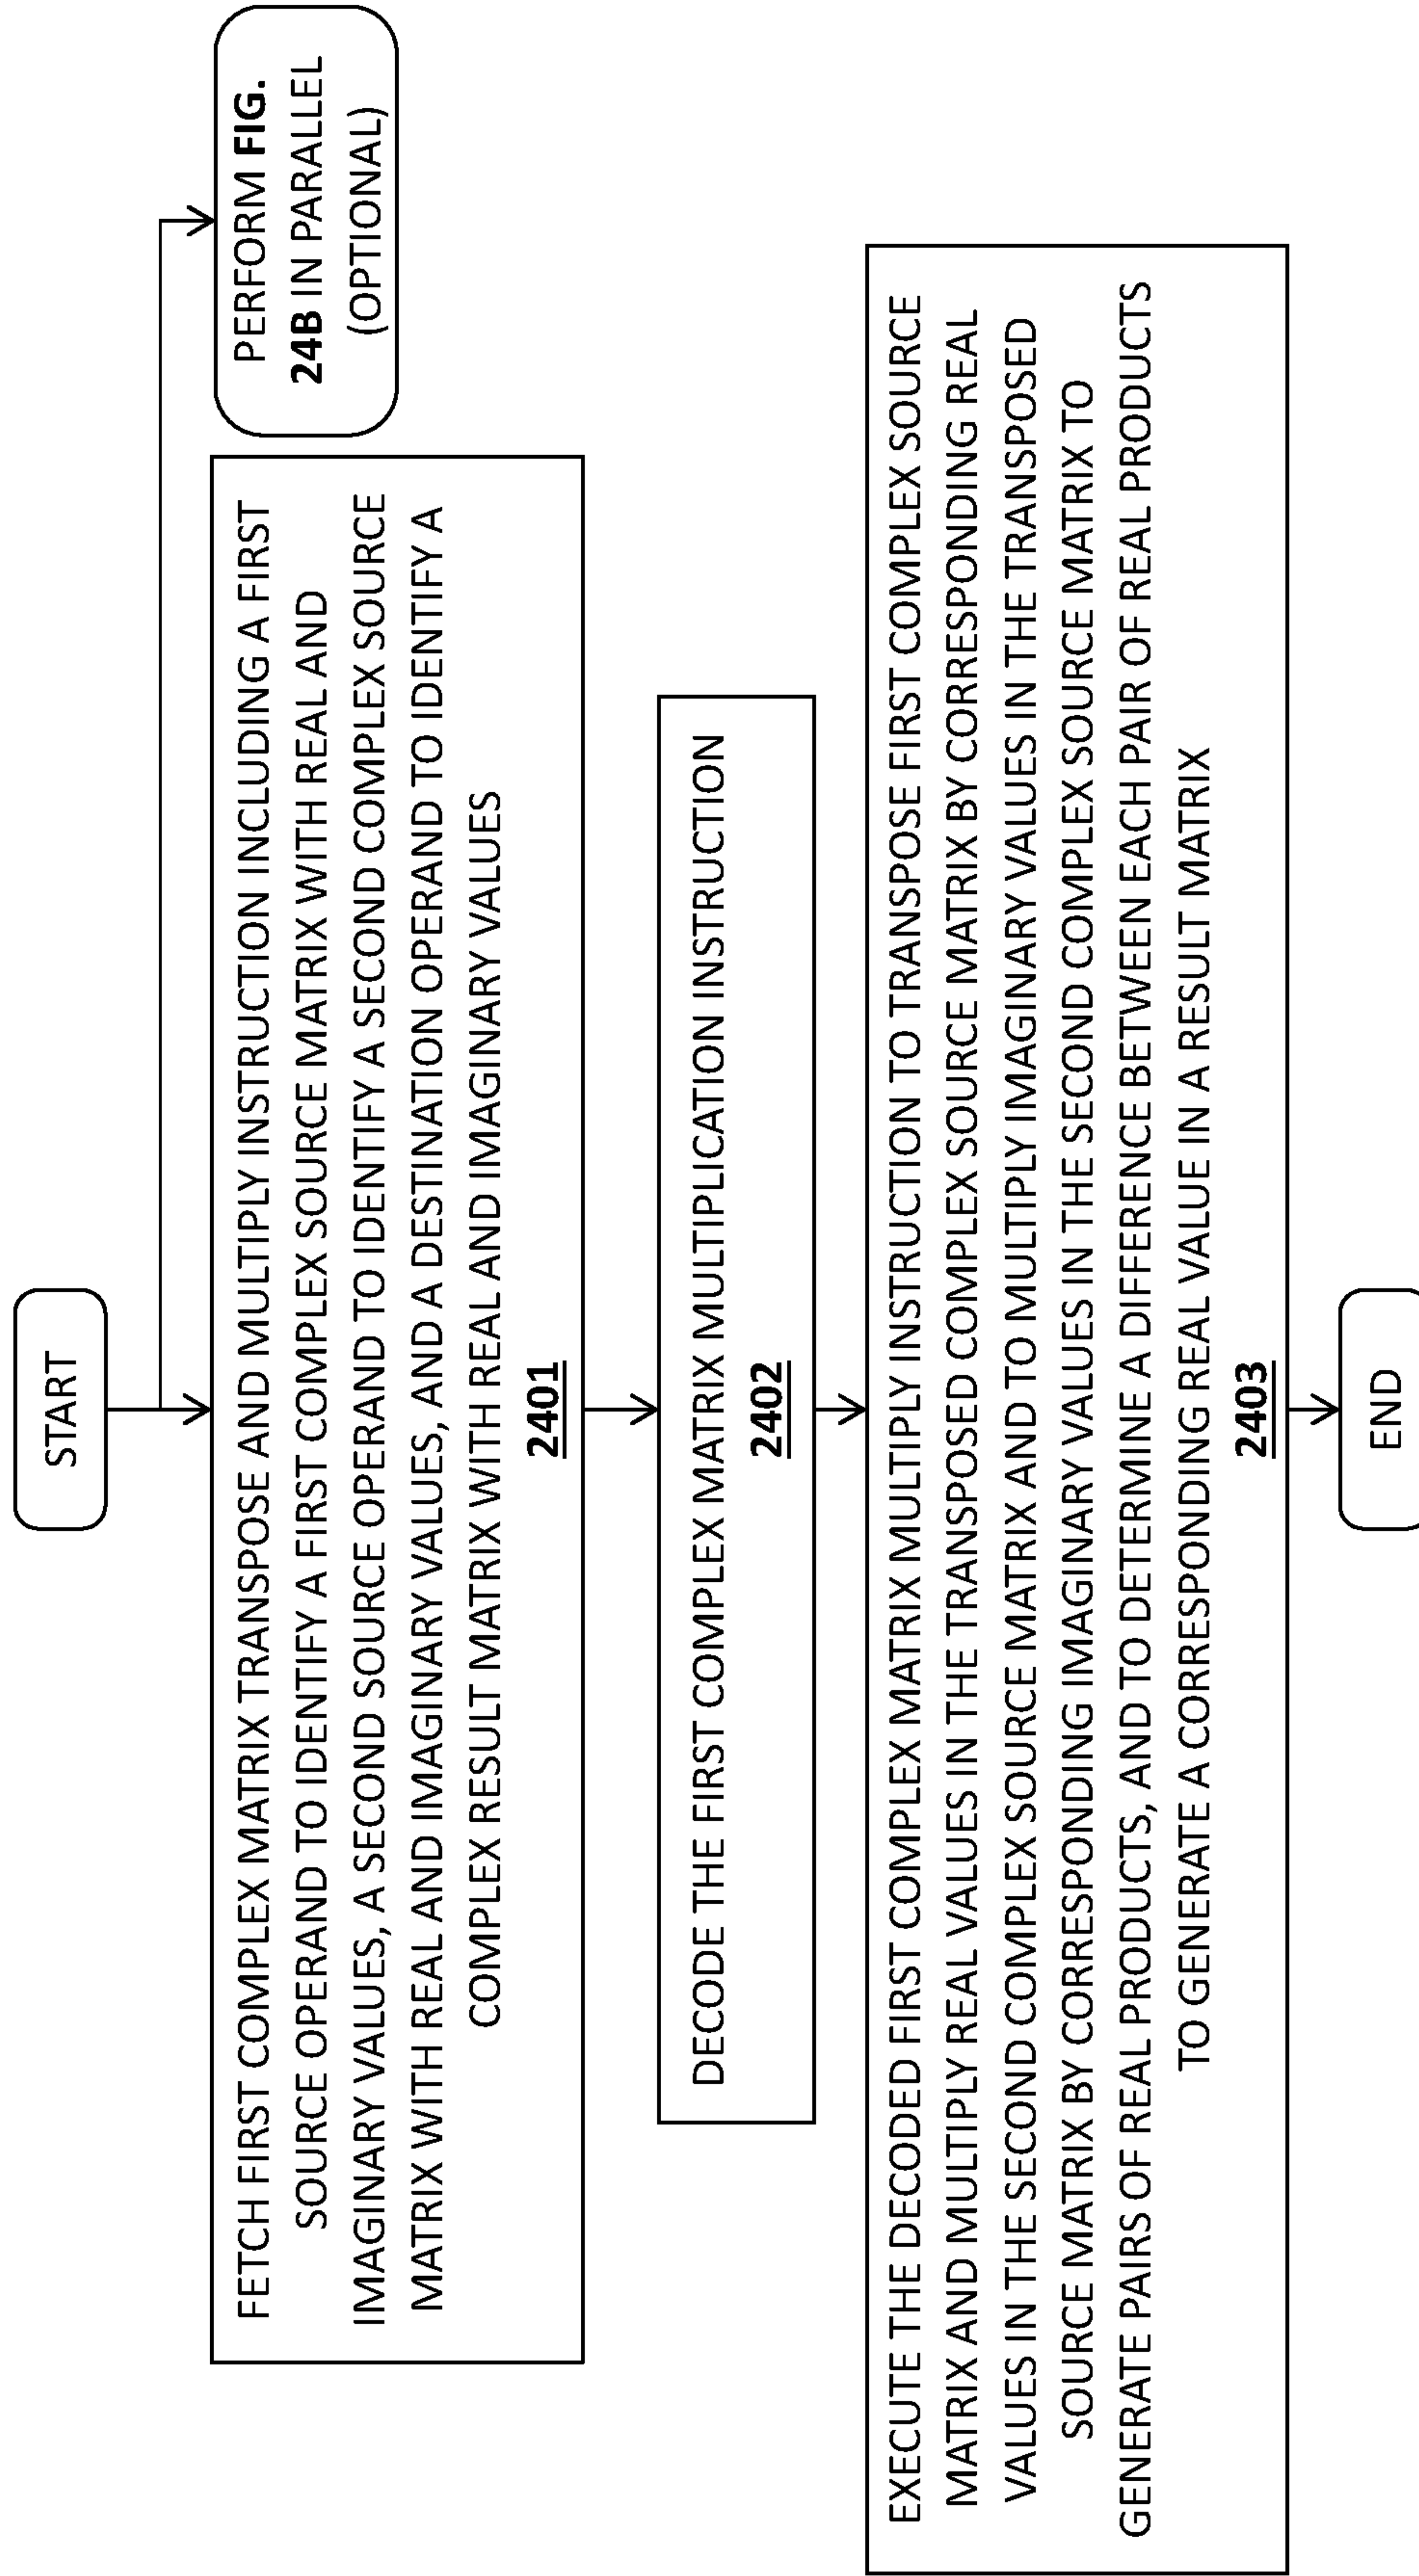 START
PERFORM FIG.
24B IN PARALLEL
(OPTIONAL)
FETCH FIRST COMPLEX MATRIX TRANSPOSE AND MULTIPLY INSTRUCTION INCLUDING A FIRST
SOURCE OPERAND TO IDENTIFY A FIRST COMPLEX SOURCE MATRIX WITH REAL AND
IMAGINARY VALUES, A SECOND SOURCE OPERAND TO IDENTIFY A SECOND COMPLEX SOURCE
MATRIX WITH REAL AND IMAGINARY VALUES, AND A DESTINATION OPERAND TO IDENTIFY A
COMPLEX RESULT MATRIX WITH REAL AND IMAGINARY VALUES
2401
DECODE THE FIRST COMPLEX MATRIX MULTIPLICATION INSTRUCTION
2402
EXECUTE THE DECODED FIRST COMPLEX MATRIX MULTIPLY INSTRUCTION TO TRANSPOSE FIRST COMPLEX SOURCE
MATRIX AND MULTIPLY REAL VALUES IN THE TRANSPOSED COMPLEX SOURCE MATRIX BY CORRESPONDING REAL
VALUES IN THE SECOND COMPLEX SOURCE MATRIX AND TO MULTIPLY IMAGINARY VALUES IN THE TRANSPOSED
SOURCE MATRIX BY CORRESPONDING IMAGINARY VALUES IN THE SECOND COMPLEX SOURCE MATRIX TO
GENERATE PAIRS OF REAL PRODUCTS, AND TO DETERMINE A DIFFERENCE BETWEEN EACH PAIR OF REAL PRODUCTS
TO GENERATE A CORRESPONDING REAL VALUE IN A RESULT MATRIX
2403
END